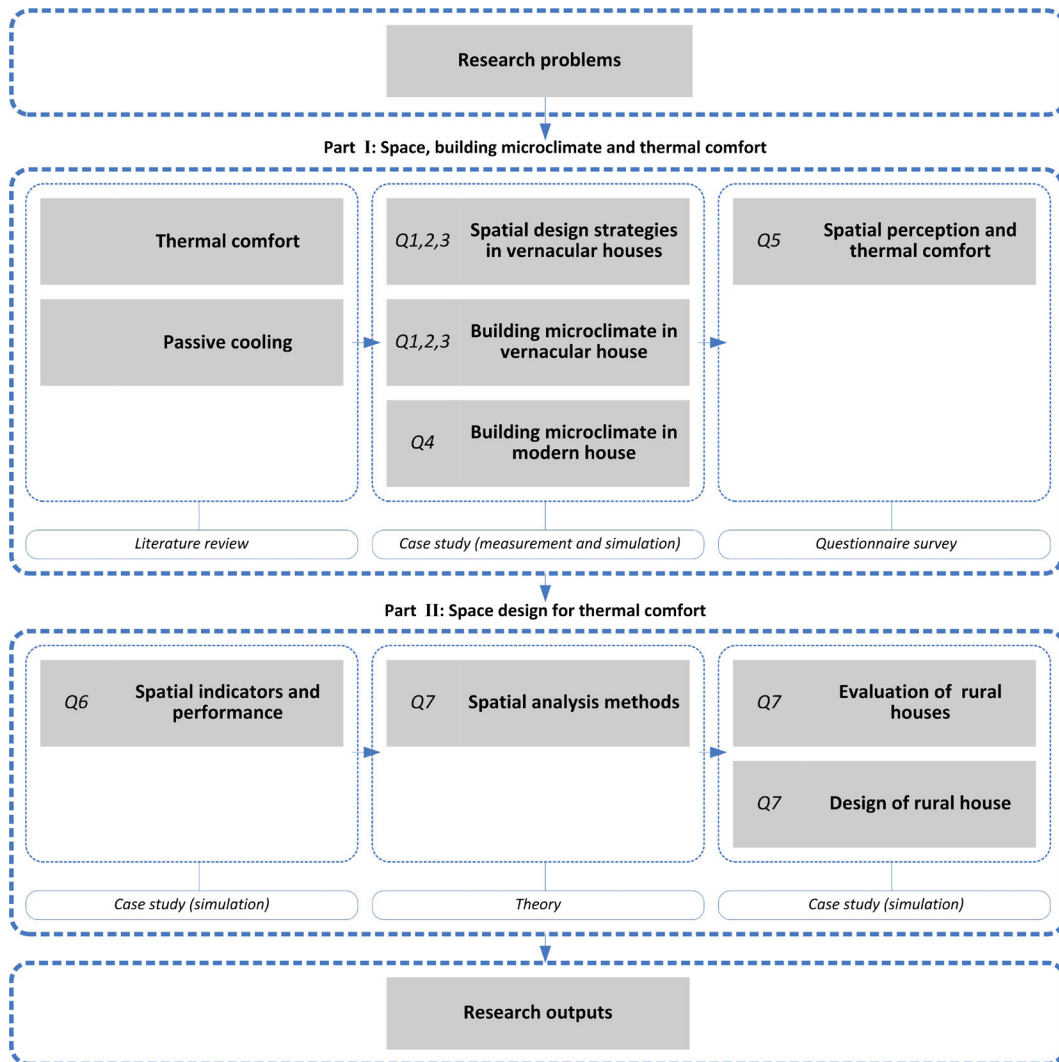 Research problems
Part I: Space, building microclimate and thermal comfort
Thermal comfort
Passive cooling
Literature review
Q1,2,3
Spatial design strategies
in vernacular houses
Q1,2,3
Building microclimate in
vernacular house
Q4
Building microclimate in
modern house
Case study (measurement and simulation)
Q5
Spatial perception and
thermal comfort
Questionnaire survey
Part II: Space design for thermal comfort
Q6
Spatial indicators and
performance
Case study (simulation)
Q7
Spatial analysis methods
Theory
Q7
Evaluation of rural
houses
Q7
Design of rural house
Case study (simulation)
Research outputs